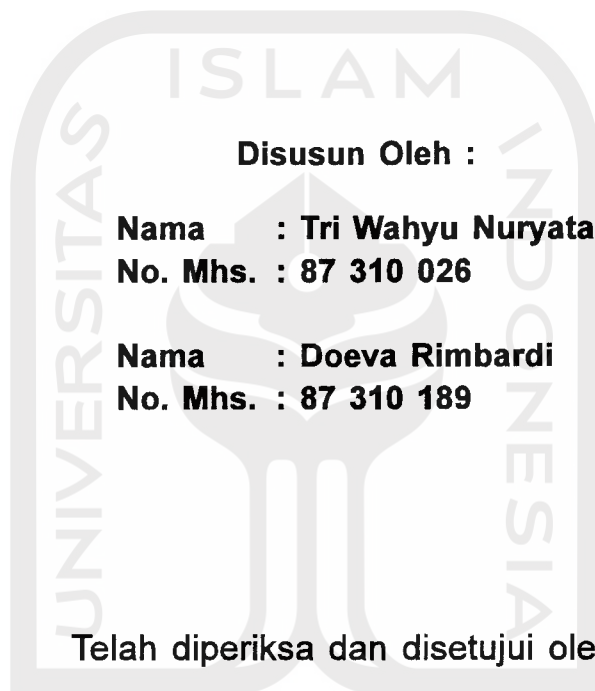 ISLAM
UNIVERSITAS
INDONESIA
Disusun Oleh :
Nama : Tri Wahyu Nuryata
No. Mhs. : 87 310 026
Nama : Doeva Rimbardi
No. Mhs. : 87 310 189
Telah diperiksa dan disetujui ole